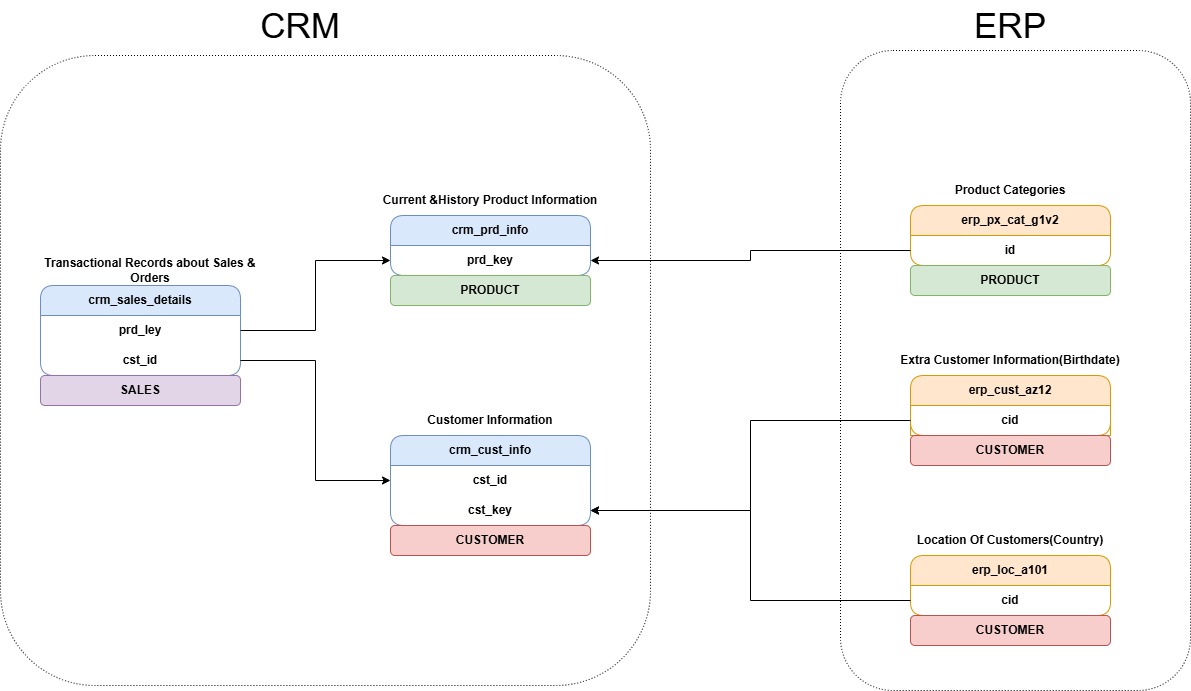 CRM
ERP
Transactional Records about Sales &
Orders
crm_sales_details
prd_ley
cst_id
SALES
Current &History Product Information
crm_prd_info
prd_key
PRODUCT
Customer Information
crm_cust_info
cst_id
cst_key
CUSTOMER
Product Categories
erp_px_cat_g1v2
id
PRODUCT
Extra Customer Information(Birthdate)
erp_cust_az12
cid
CUSTOMER
Location Of Customers(Country)
erp_loc_a101
cid
CUSTOMER